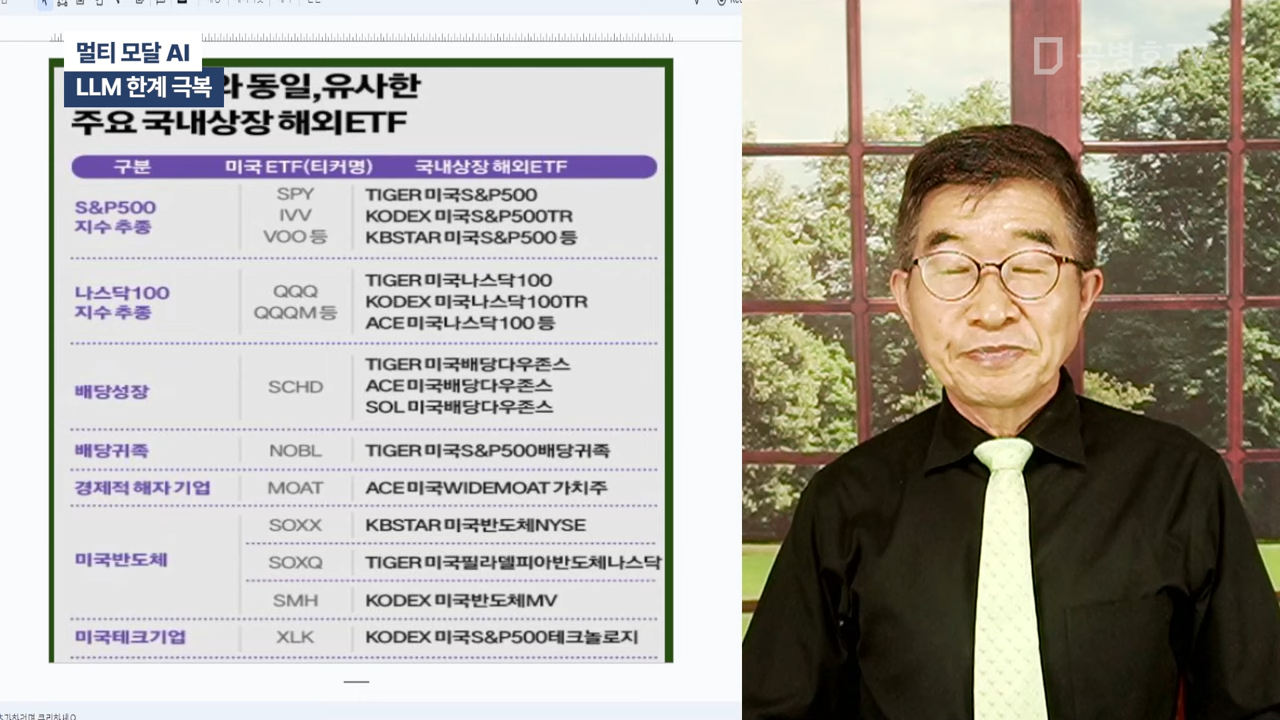 멀티 모달 AI
LLM 한계 극복
와 동일,유사한
주요 국내상장 해외ETF
구분 미국 ETF(티커명) 국내상장 해외ETF
S&P500
지수 추종
SPY
IVV
VOO 등
TIGER 미국S&P500
KODEX 미국S&P500TR
KBSTAR 미국S&P500 등
나스닥100
지수 추종
QQQ
QQQM 등
TIGER 미국나스닥100
KODEX 미국나스닥100TR
ACE 미국나스닥100 등
배당성장
SCHD
TIGER 미국배당다우존스
ACE 미국배당다우존스
SOL 미국배당다우존스
배당귀족 NOBL TIGER 미국S&P500배당귀족
경제적 해자 기업 MOAT ACE 미국WIDEMOAT 가치주
미국반도체
SOXX KBSTAR 미국반도체NYSE
SOXQ TIGER 미국필라델피아반도체나스닥
SMH KODEX 미국반도체MV
미국테크기업 XLK KODEX 미국S&P500테크놀로지
공병호TV